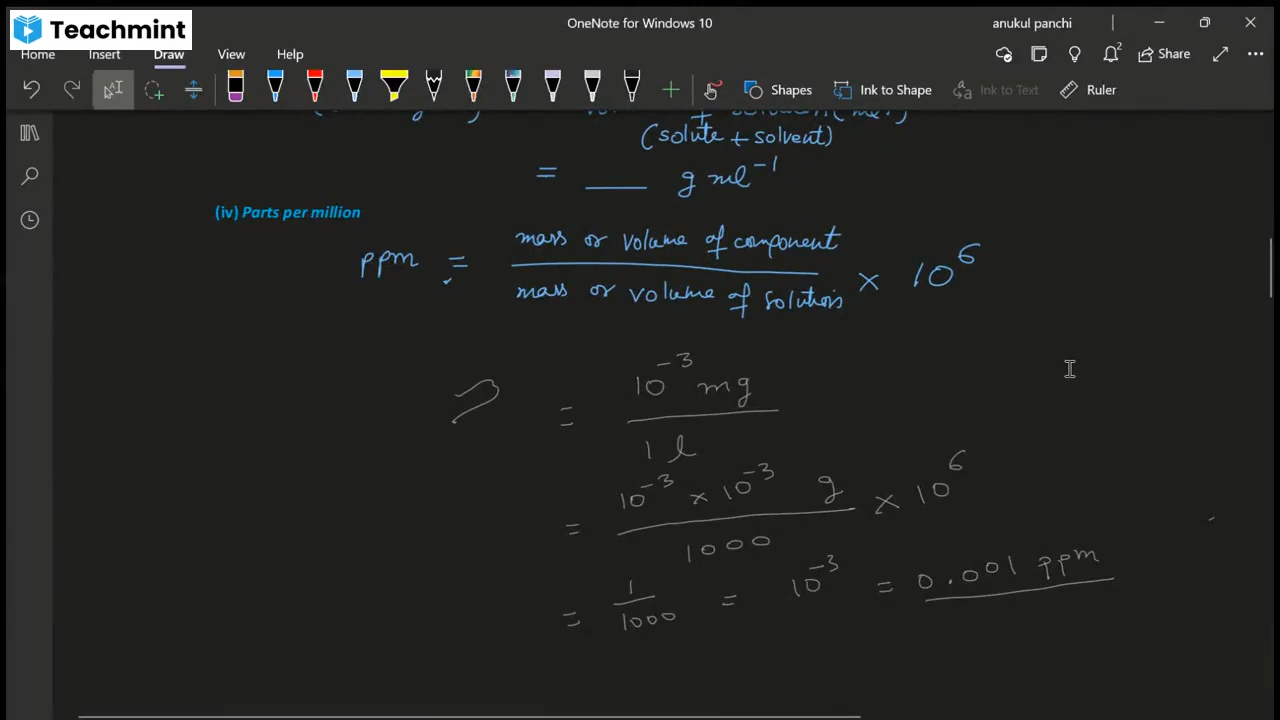 Teachmint
OneNote for Windows 10
anukul panchi
Home Insert Draw View Help
2
Share
Shapes
Ink to Shape
Ink to Text
Ruler
(solute + solvent)
= ___ g ml⁻¹
(iv) Parts per million
ppm = mass or volume of component / mass or volume of solution × 10⁶
= 10⁻³ mg / 1 l
= 10⁻³ × 10⁻³ g / 1000 × 10⁶
= 1 / 1000 = 10⁻³ = 0.001 ppm